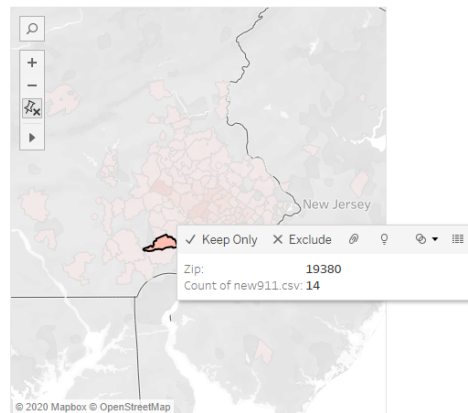 New Jersey
Keep Only Exclude
Zip: 19380
Count of new911.csv: 14
© 2020 Mapbox © OpenStreetMap